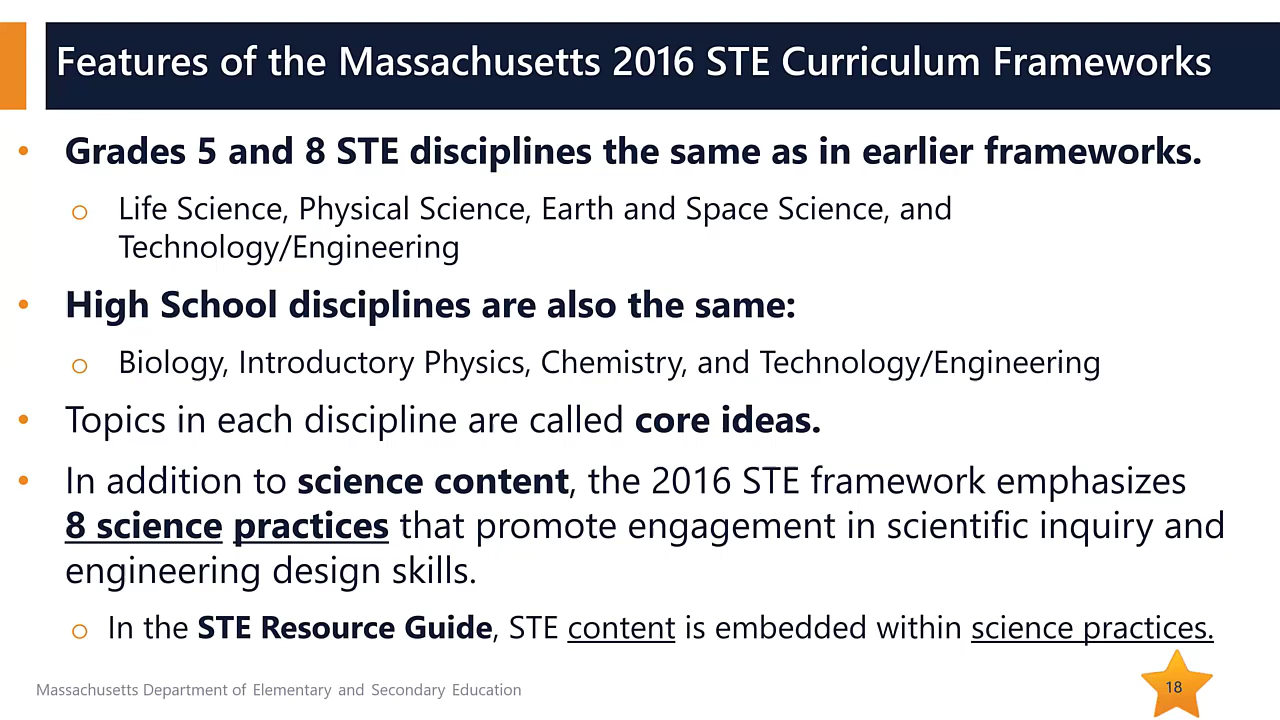 Features of the Massachusetts 2016 STE Curriculum Frameworks
• Grades 5 and 8 STE disciplines the same as in earlier frameworks.
o Life Science, Physical Science, Earth and Space Science, and
Technology/Engineering
• High School disciplines are also the same:
o Biology, Introductory Physics, Chemistry, and Technology/Engineering
• Topics in each discipline are called core ideas.
• In addition to science content, the 2016 STE framework emphasizes
8 science practices that promote engagement in scientific inquiry and
engineering design skills.
o In the STE Resource Guide, STE content is embedded within science practices.
Massachusetts Department of Elementary and Secondary Education
18